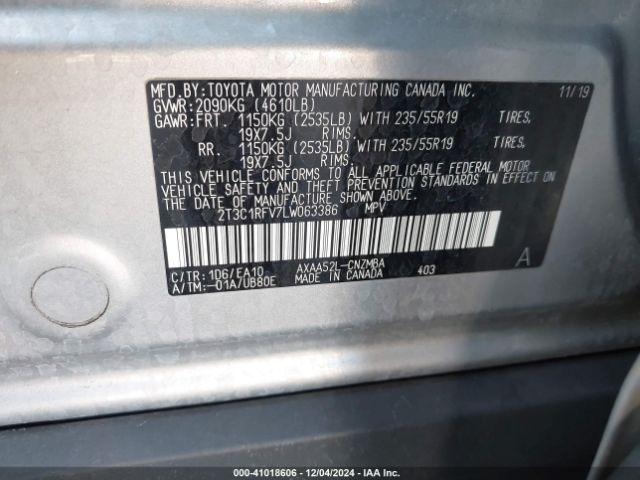 MFD.BY:TOYOTA MOTOR MANUFACTURING CANADA INC. 11/19
GVWR:2090KG (4610LB)
GAWR:FRT. 1150KG (2535LB) WITH 235/55R19 TIRES,
19X7.5J RIMS.
RR. 1150KG (2535LB) WITH 235/55R19 TIRES,
19X7.5J RIMS.
THIS VEHICLE CONFORMS TO ALL APPLICABLE FEDERAL MOTOR
VEHICLE SAFETY AND THEFT PREVENTION STANDARDS IN EFFECT ON
THE DATE OF MANUFACTURE SHOWN ABOVE.
2T3C1RFV7LW063386 MPV
C/TR:1D6/EA10 AXAA52L-CNZMBA A
A/TM:-01A/UB80E MADE IN CANADA 403
© 41018606 - 12/04/2024 - IAA Inc.